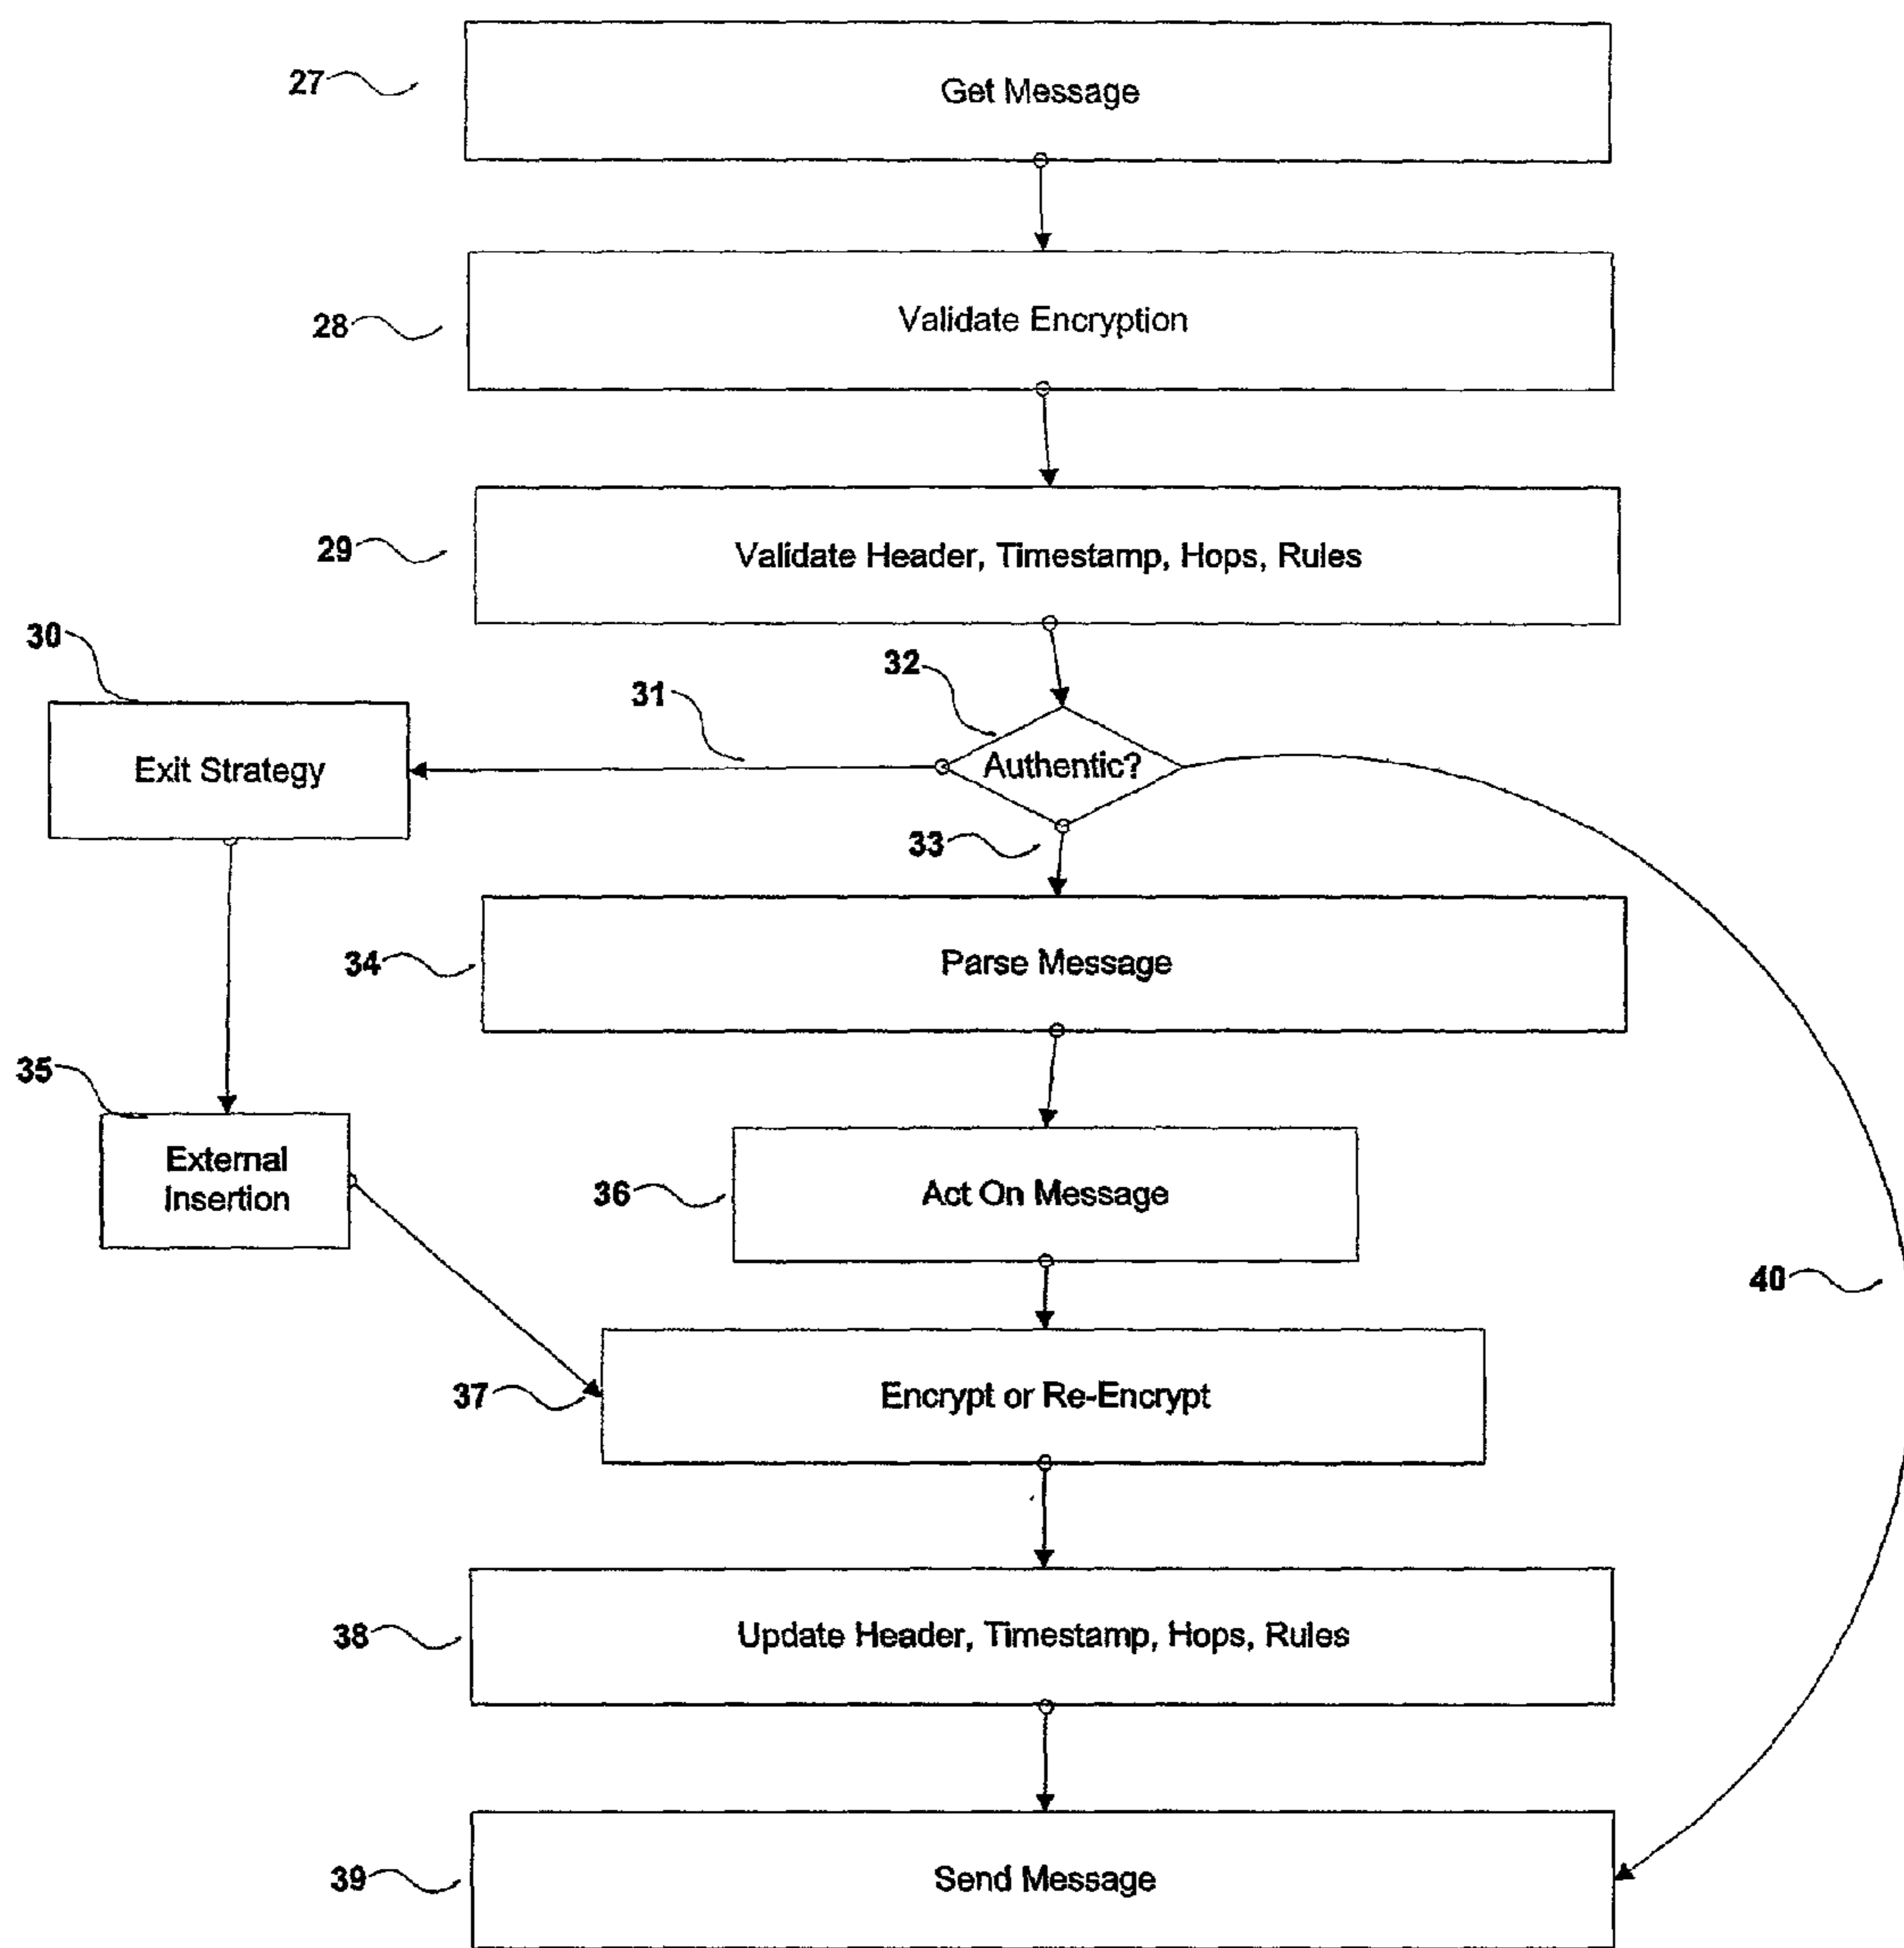 27
Get Message
28
Validate Encryption
29
Validate Header, Timestamp, Hops, Rules
30
31
32
Exit Strategy
Authentic?
33
34
Parse Message
35
External
Insertion
36
Act On Message
40
37
Encrypt or Re-Encrypt
38
Update Header, Timestamp, Hops, Rules
39
Send Message